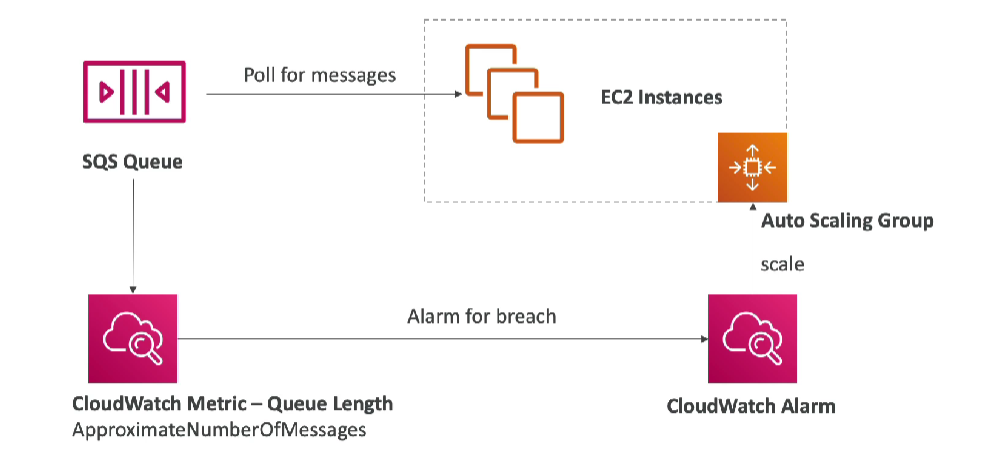 Poll for messages
EC2 Instances
SQS Queue
Auto Scaling Group
scale
Alarm for breach
CloudWatch Metric – Queue Length
ApproximateNumberOfMessages
CloudWatch Alarm